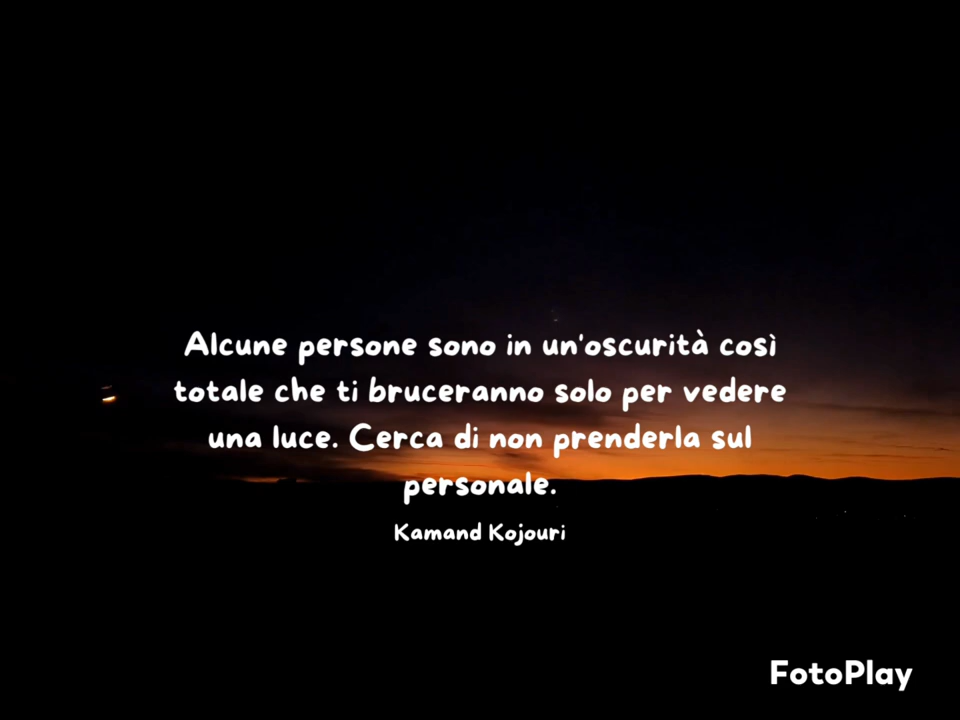 Alcune persone sono in un'oscurità così
totale che ti bruceranno solo per vedere
una luce. Cerca di non prenderla sul
personale.
Kamand Kojouri
FotoPlay